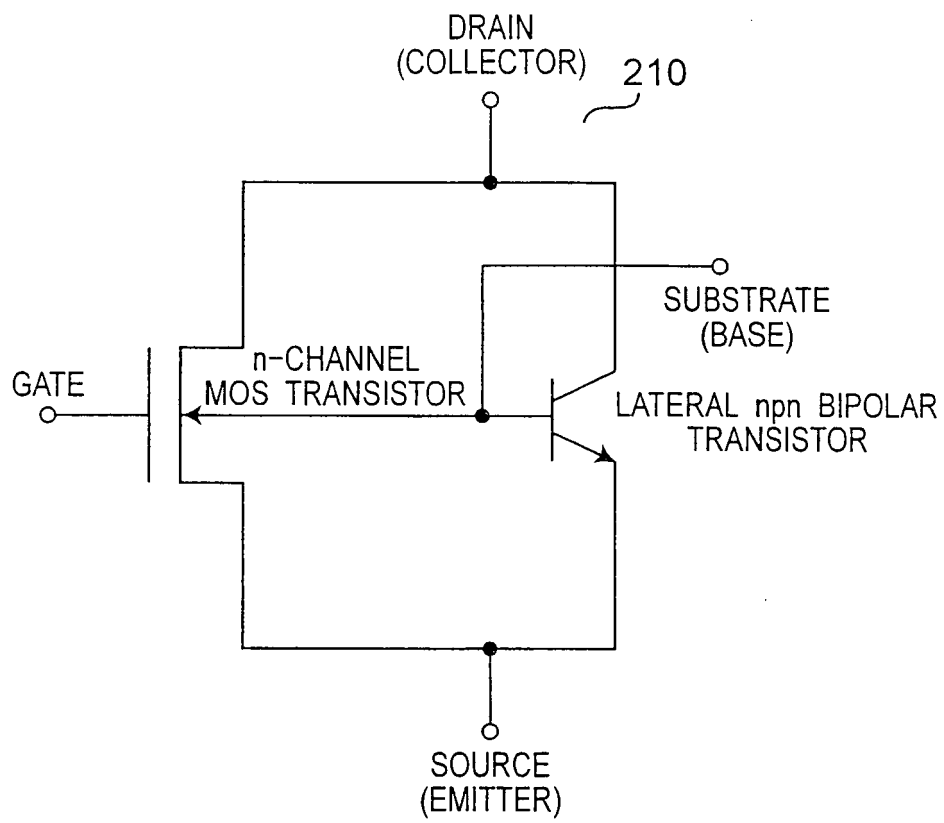 DRAIN
(COLLECTOR)
210
SUBSTRATE
(BASE)
n-CHANNEL
MOS TRANSISTOR
GATE
LATERAL npn BIPOLAR
TRANSISTOR
SOURCE
(EMITTER)